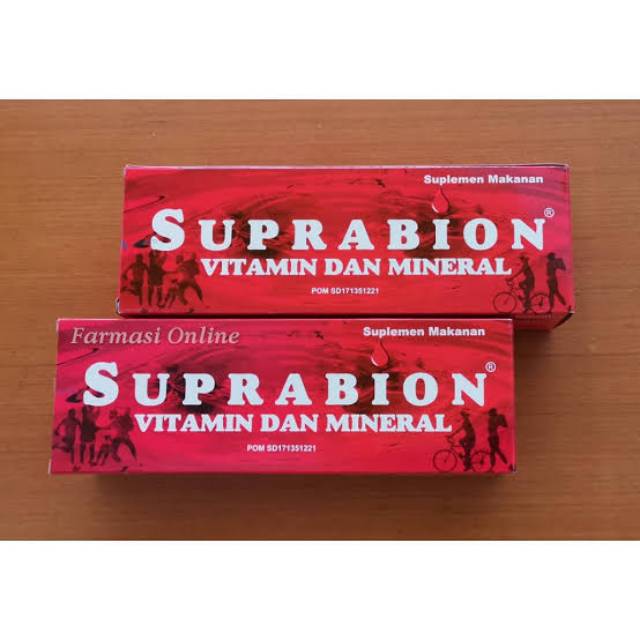 Suplemen Makanan
SUPRABION®
VITAMIN DAN MINERAL
POM SD171351221
Farmasi Online
Suplemen Makanan
SUPRABION®
VITAMIN DAN MINERAL
POM SD171351221